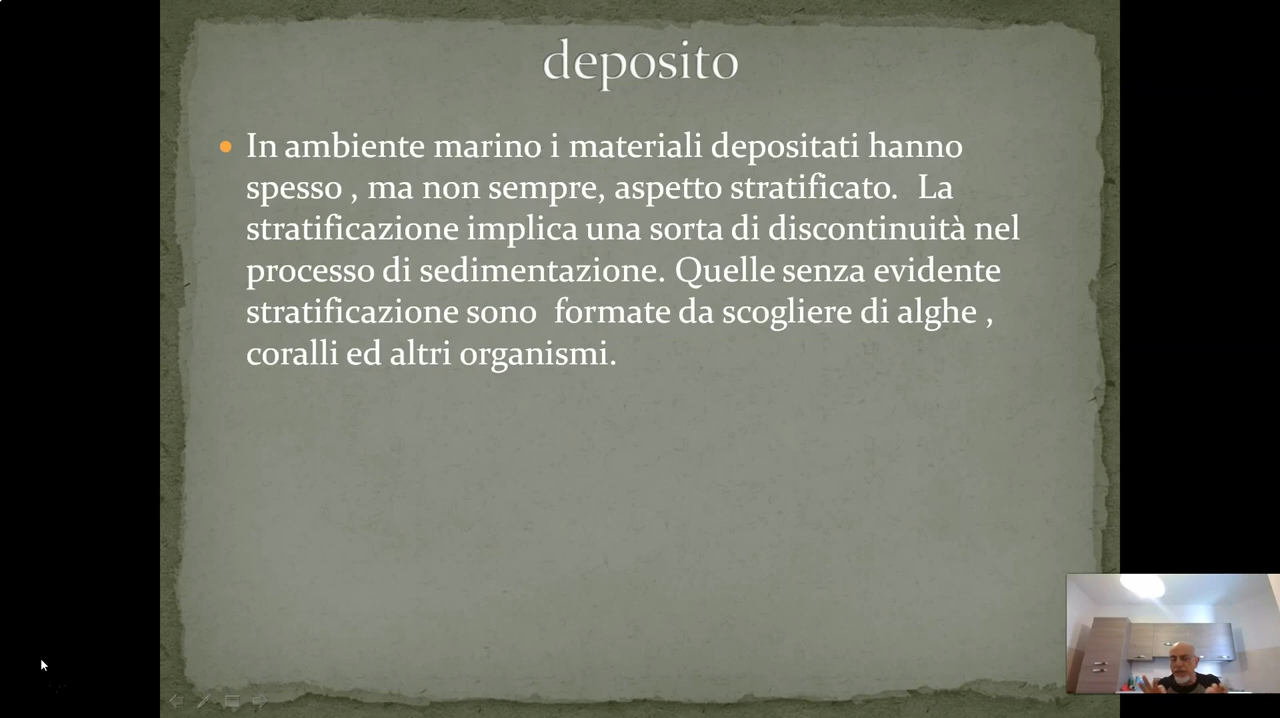 deposito
In ambiente marino i materiali depositati hanno
spesso , ma non sempre, aspetto stratificato.  La
stratificazione implica una sorta di discontinuità nel
processo di sedimentazione. Quelle senza evidente
stratificazione sono  formate da scogliere di alghe ,
coralli ed altri organismi.